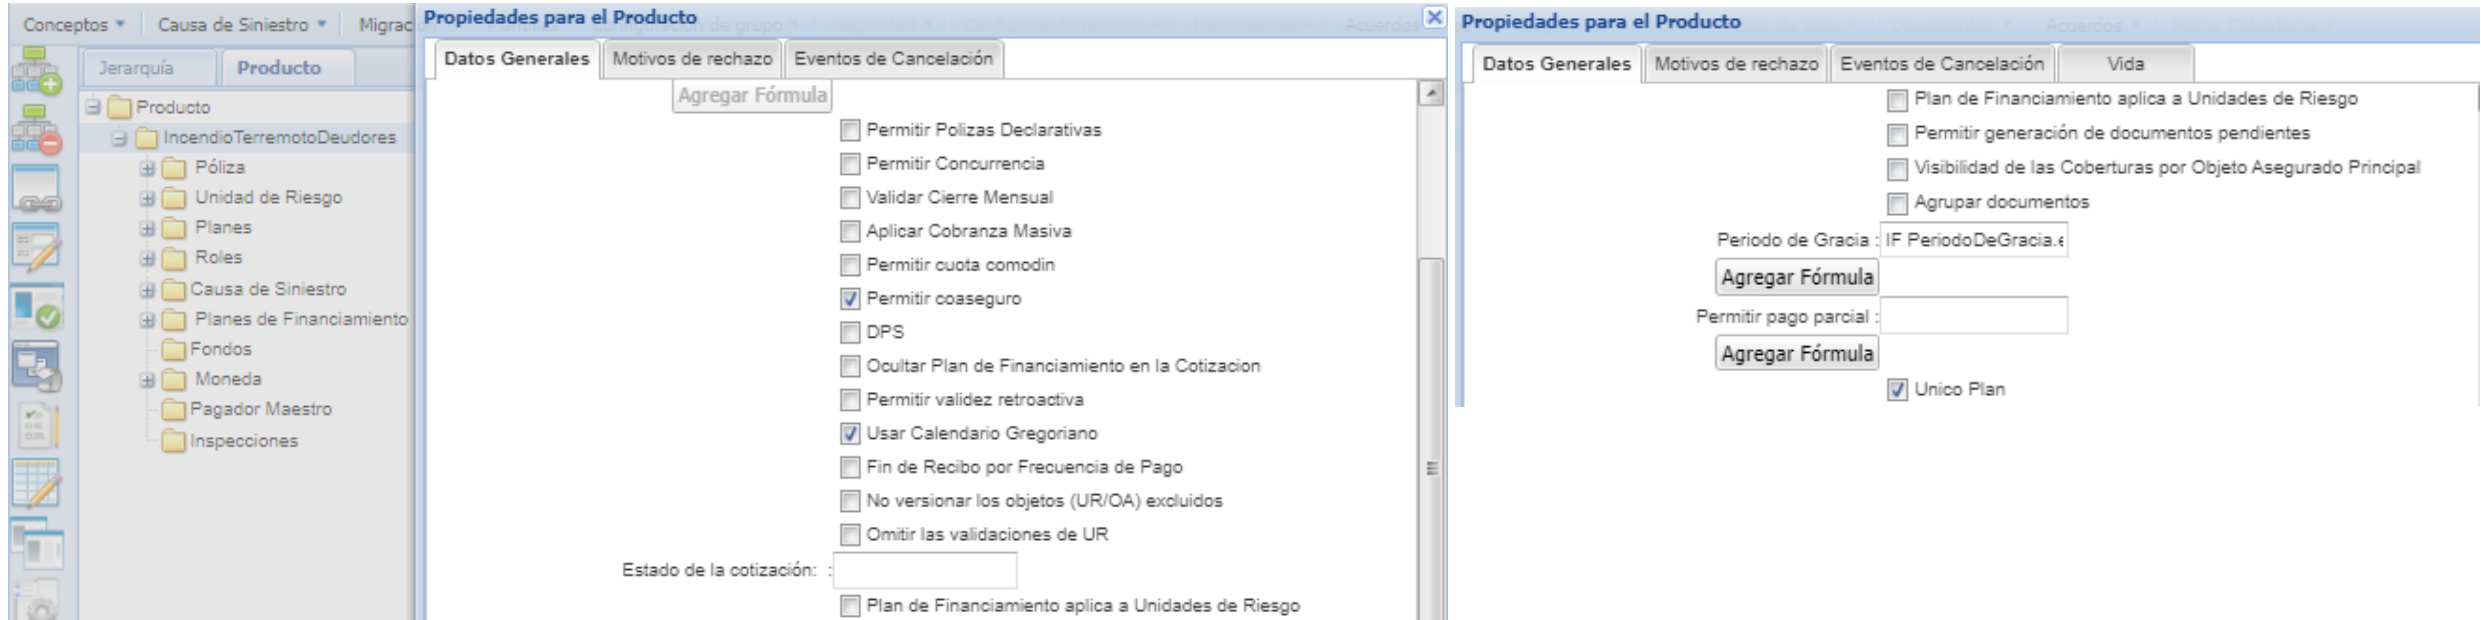 Conceptos
Causa de Siniestro
Jerarquía
Producto
Producto
IncendioTerremotoDeudores
Póliza
Unidad de Riesgo
Planes
Roles
Causa de Siniestro
Planes de Financiamiento
Fondos
Moneda
Pagador Maestro
Inspecciones
Propiedades para el Producto
Datos Generales
Motivos de rechazo
Eventos de Cancelación
Agregar Fórmula
Permitir Polizas Declarativas
Permitir Concurrencia
Validar Cierre Mensual
Aplicar Cobranza Masiva
Permitir cuota comodin
Permitir coaseguro
DPS
Ocultar Plan de Financiamiento en la Cotizacion
Permitir validez retroactiva
Usar Calendario Gregoriano
Fin de Recibo por Frecuencia de Pago
No versionar los objetos (UR/OA) excluidos
Omitir las validaciones de UR
Estado de la cotización: :
Plan de Financiamiento aplica a Unidades de Riesgo
Propiedades para el Producto
Datos Generales
Motivos de rechazo
Eventos de Cancelación
Vida
Plan de Financiamiento aplica a Unidades de Riesgo
Permitir generación de documentos pendientes
Visibilidad de las Coberturas por Objeto Asegurado Principal
Agrupar documentos
Periodo de Gracia : IF PeriodoDeGracia.e
Agregar Fórmula
Permitir pago parcial :
Agregar Fórmula
Unico Plan